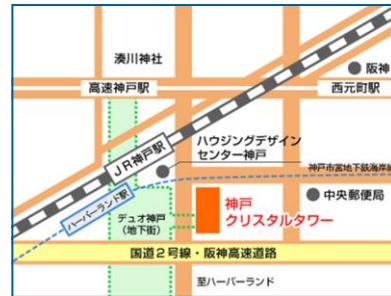 湊川神社
阪神
高速神戸駅
西元町駅
JR神戸駅
ハウジングデザイン
センター神戸
神戸市営地下鉄海岸線
ハーバーランド駅
中央郵便局
デュオ神戸
(地下街)
神戸
クリスタルタワー
国道2号線・阪神高速道路
至ハーバーランド